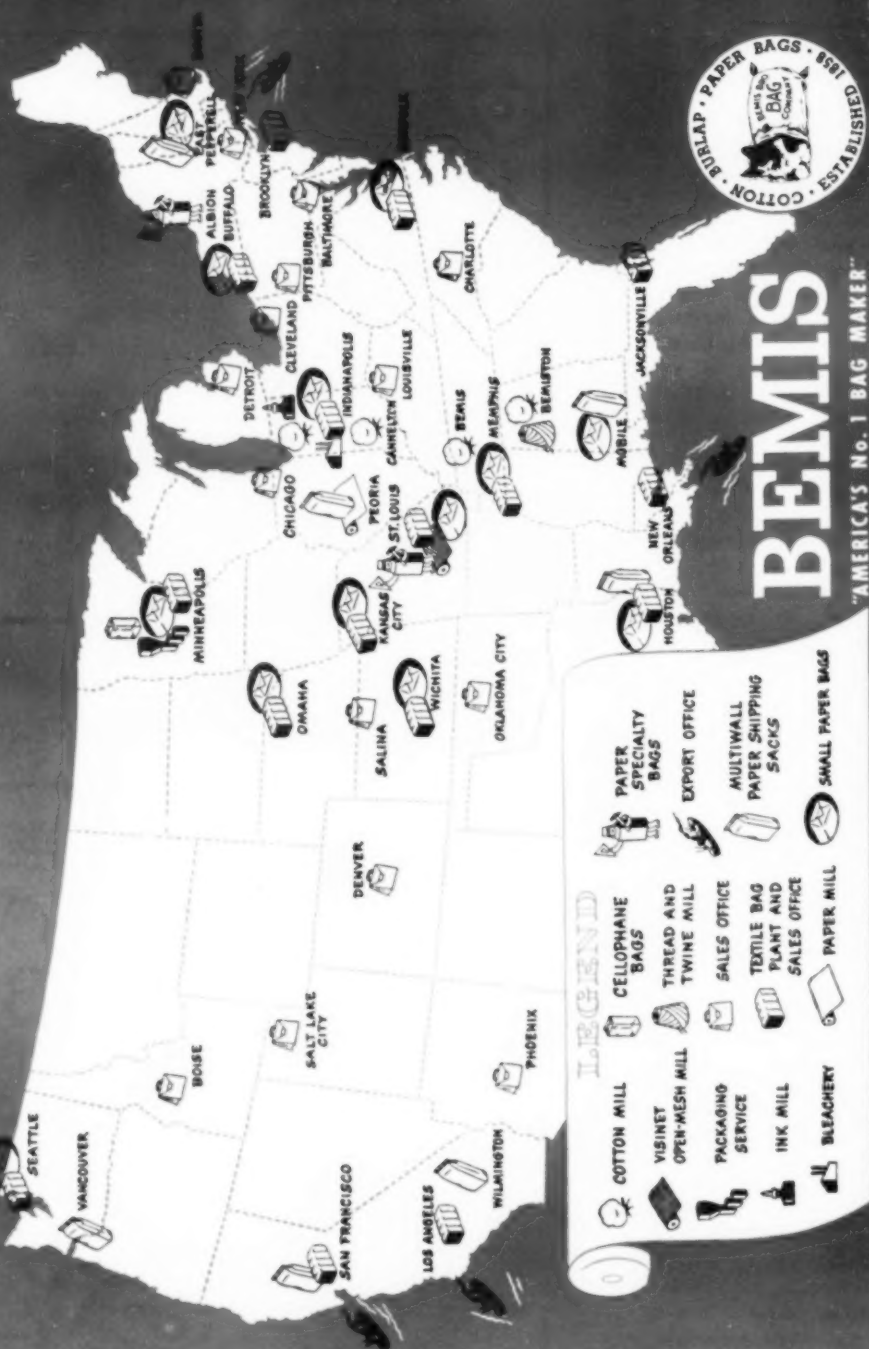 SEATTLE
VANCOUVER
BOISE
SAN FRANCISCO
LOS ANGELES
WILMINGTON
SALT LAKE
CITY
PHOENIX
DENVER
MINNEAPOLIS
OMAHA
SALINA
KANSAS
CITY
WICHITA
OKLAHOMA CITY
HOUSTON
NEW
ORLEANS
CHICAGO
PEORIA
ST. LOUIS
DETROIT
CLEVELAND
INDIANAPOLIS
CANNELTON
LOUISVILLE
BEMIS
MEMPHIS
BEMISTON
MOBILE
JACKSONVILLE
CHARLOTTE
ALBION
BUFFALO
PITTSBURGH
BALTIMORE
BROOKLYN
EAST
PEPPERELL
LEGEND
COTTON MILL
VISINET
OPEN-MESH MILL
PACKAGING
SERVICE
INK MILL
BLEACHERY
CELLOPHANE
BAGS
THREAD AND
TWINE MILL
SALES OFFICE
TEXTILE BAG
PLANT AND
SALES OFFICE
PAPER MILL
PAPER
SPECIALTY
BAGS
EXPORT OFFICE
MULTIWALL
PAPER SHIPPING
SACKS
SMALL PAPER BAGS
BEMIS
"AMERICA'S No. 1 BAG MAKER"
COTTON · BURLAP · PAPER BAGS · ESTABLISHED 1858
BEMIS BRO
BAG
COMPANY